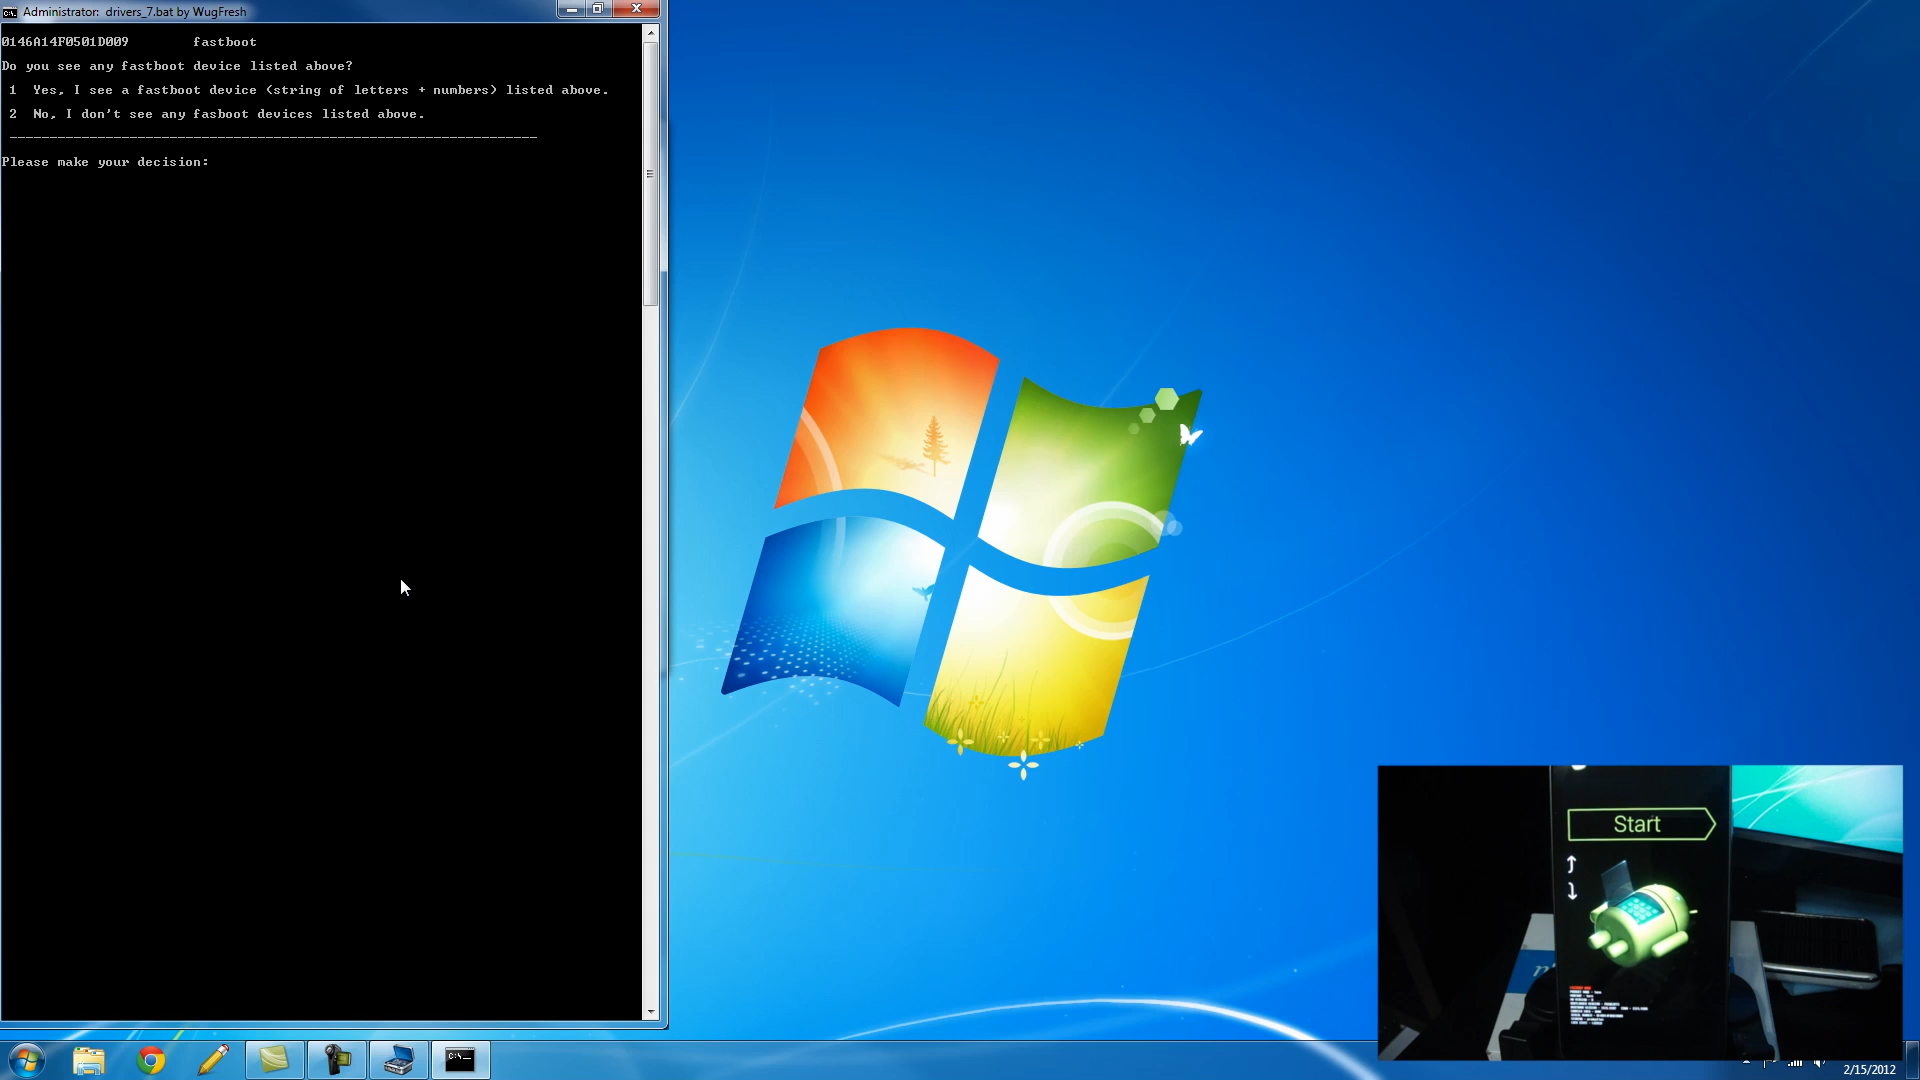 Administrator: drivers_7.bat by WugFresh
0146A14F0501D009 fastboot
Do you see any fastboot device listed above?
1 Yes, I see a fastboot device (string of letters + numbers) listed above.
2 No, I don't see any fasboot devices listed above.
Please make your decision:
Start
C:\_
2/15/2012